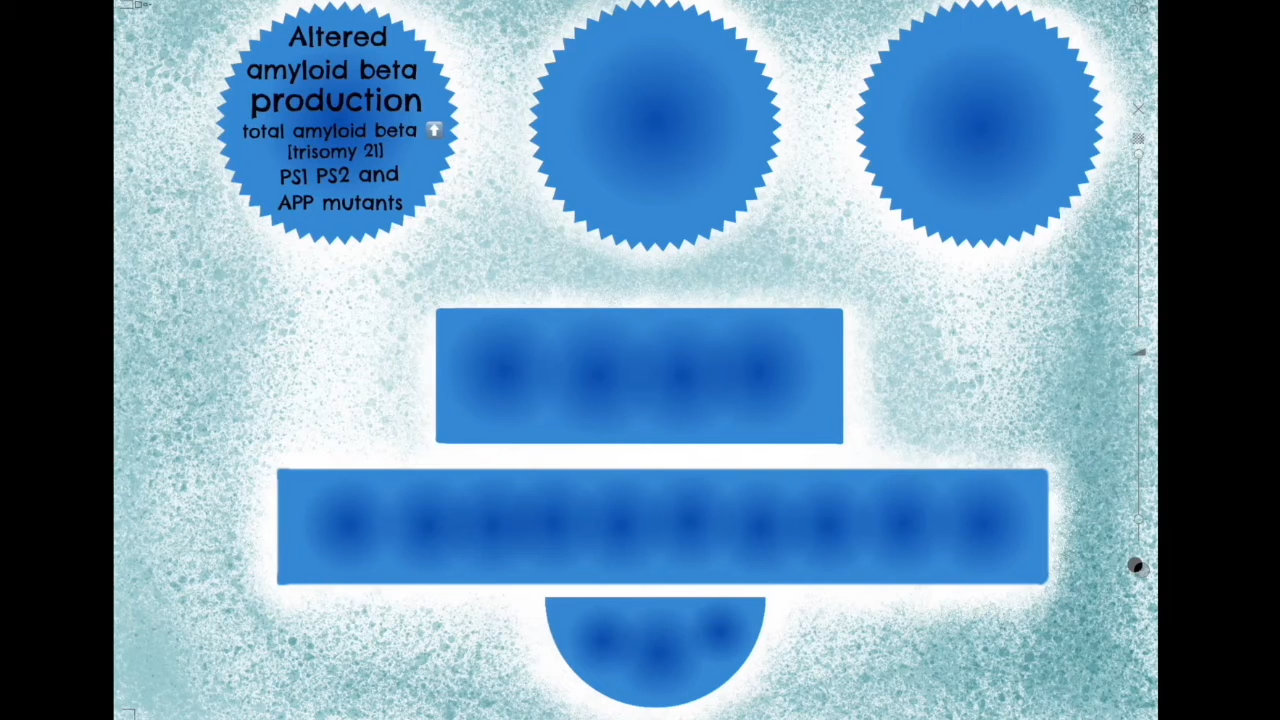 Altered
amyloid beta
production
total amyloid beta ⬆
[trisomy 21]
PS1 PS2 and
APP mutants